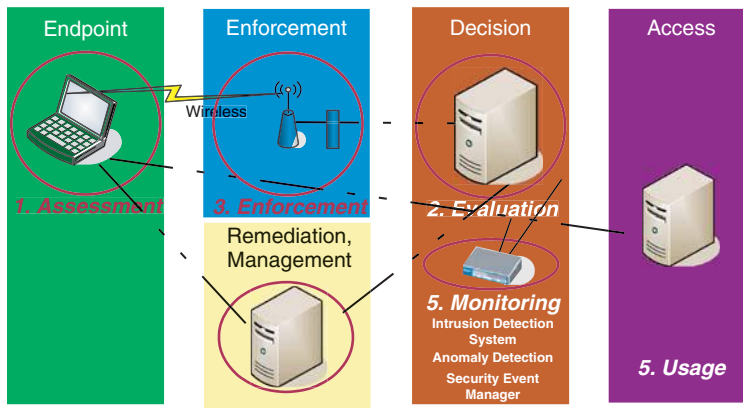 Endpoint
Enforcement
Decision
Access
Wireless
1. Assessment
3. Enforcement
2. Evaluation
Remediation,
Management
5. Monitoring
Intrusion Detection
System
Anomaly Detection
Security Event
Manager
5. Usage